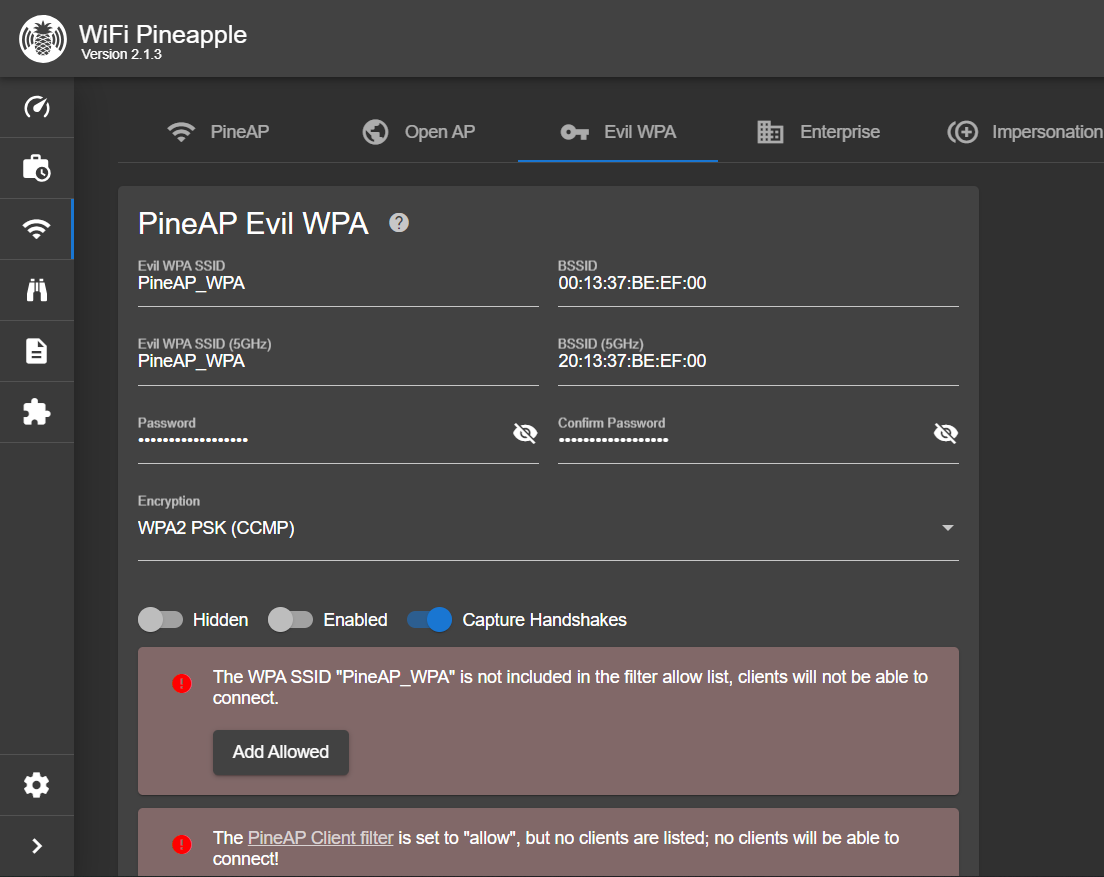 WiFi Pineapple
Version 2.1.3
PineAP
Open AP
Evil WPA
Enterprise
Impersonation
PineAP Evil WPA
Evil WPA SSID
PineAP_WPA
BSSID
00:13:37:BE:EF:00
Evil WPA SSID (5GHz)
PineAP_WPA
BSSID (5GHz)
20:13:37:BE:EF:00
Password
Confirm Password
Encryption
WPA2 PSK (CCMP)
Hidden
Enabled
Capture Handshakes
The WPA SSID "PineAP_WPA" is not included in the filter allow list, clients will not be able to
connect.
Add Allowed
The PineAP Client filter is set to "allow", but no clients are listed; no clients will be able to
connect!